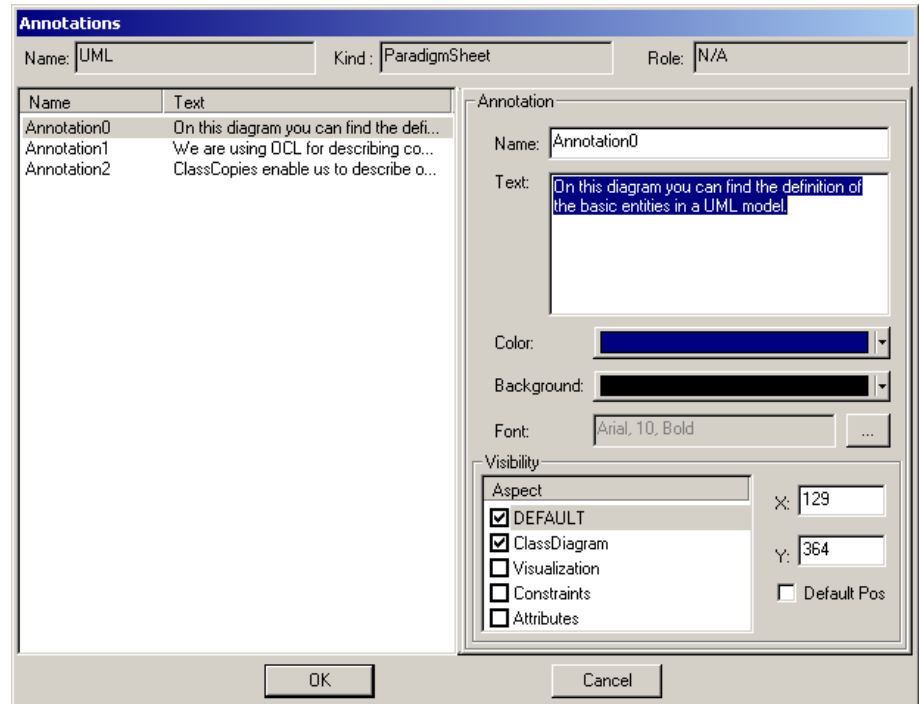 Annotations
Name: UML Kind : ParadigmSheet Role: N/A
Name Text
Annotation0 On this diagram you can find the defi...
Annotation1 We are using OCL for describing co...
Annotation2 ClassCopies enable us to describe o...
Annotation
Name: Annotation0
Text: On this diagram you can find the definition of
the basic entities in a UML model.
Color:
Background:
Font: Arial, 10, Bold ...
Visibility
Aspect
DEFAULT
ClassDiagram
Visualization
Constraints
Attributes
X: 129
Y: 364
Default Pos
OK Cancel